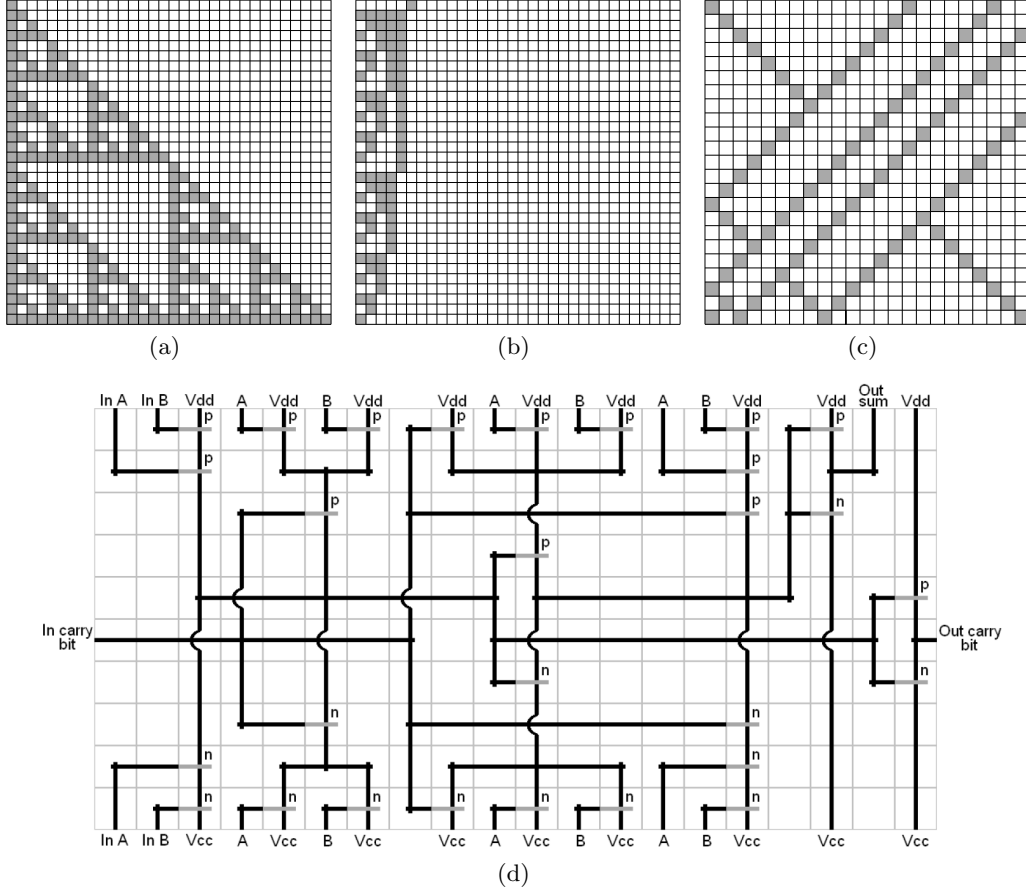 (a) (b) (c)
In A In B Vdd A Vdd B Vdd Vdd A Vdd B Vdd A B Vdd Vdd Out sum Vdd
p p p p p p p p p
p p
p p n
p
p
In carry bit
Out carry bit
n n
n n
n n
n n n n n n n
In A In B Vcc A Vcc B Vcc Vcc A Vcc B Vcc A B Vcc Vcc Vcc
(d)